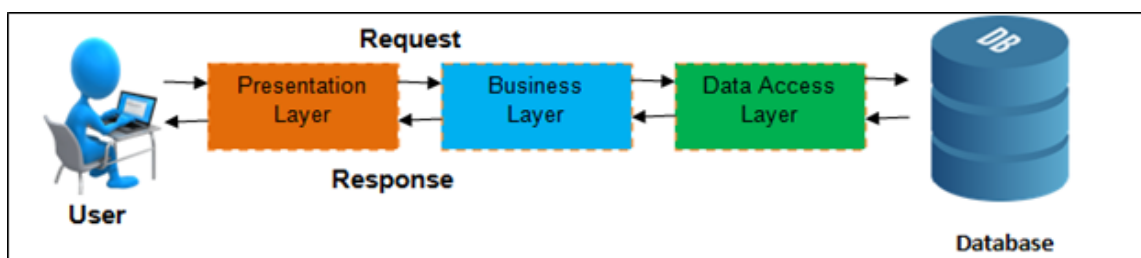 DB
Request
Presentation
Layer
Business
Layer
Data Access
Layer
Response
User
Database